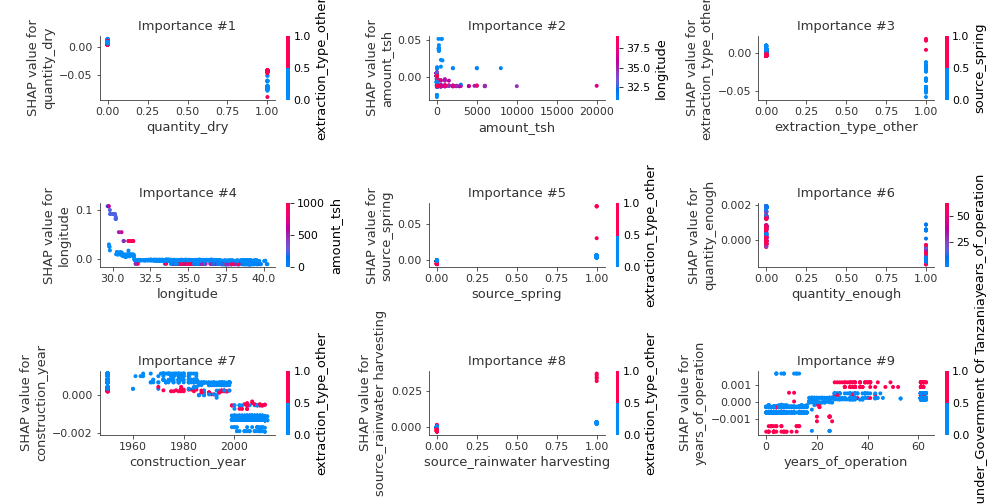 Importance #1
SHAP value for
quantity_dry
0.00
−0.05
0.00 0.25 0.50 0.75 1.00
quantity_dry
1.0
0.5
0.0
extraction_type_other
Importance #2
SHAP value for
amount_tsh
0.05
0.00
0 5000 10000 15000 20000
amount_tsh
37.5
35.0
32.5
longitude
Importance #3
SHAP value for
extraction_type_other
0.00
−0.05
0.00 0.25 0.50 0.75 1.00
extraction_type_other
1.0
0.5
0.0
source_spring
Importance #4
SHAP value for
longitude
0.1
0.0
30.0 32.5 35.0 37.5 40.0
longitude
1000
500
0
amount_tsh
Importance #5
SHAP value for
source_spring
0.05
0.00
0.00 0.25 0.50 0.75 1.00
source_spring
1.0
0.5
0.0
extraction_type_other
Importance #6
SHAP value for
quantity_enough
0.002
0.000
0.00 0.25 0.50 0.75 1.00
quantity_enough
50
25
years_of_operation
Importance #7
SHAP value for
construction_year
0.000
−0.002
1960 1980 2000
construction_year
1.0
0.5
0.0
extraction_type_other
Importance #8
SHAP value for
source_rainwater harvesting
0.025
0.000
0.00 0.25 0.50 0.75 1.00
source_rainwater harvesting
1.0
0.5
0.0
extraction_type_other
Importance #9
SHAP value for
years_of_operation
0.001
−0.000
−0.001
0 20 40 60
years_of_operation
1.0
0.5
0.0
under_Government Of Tanzania